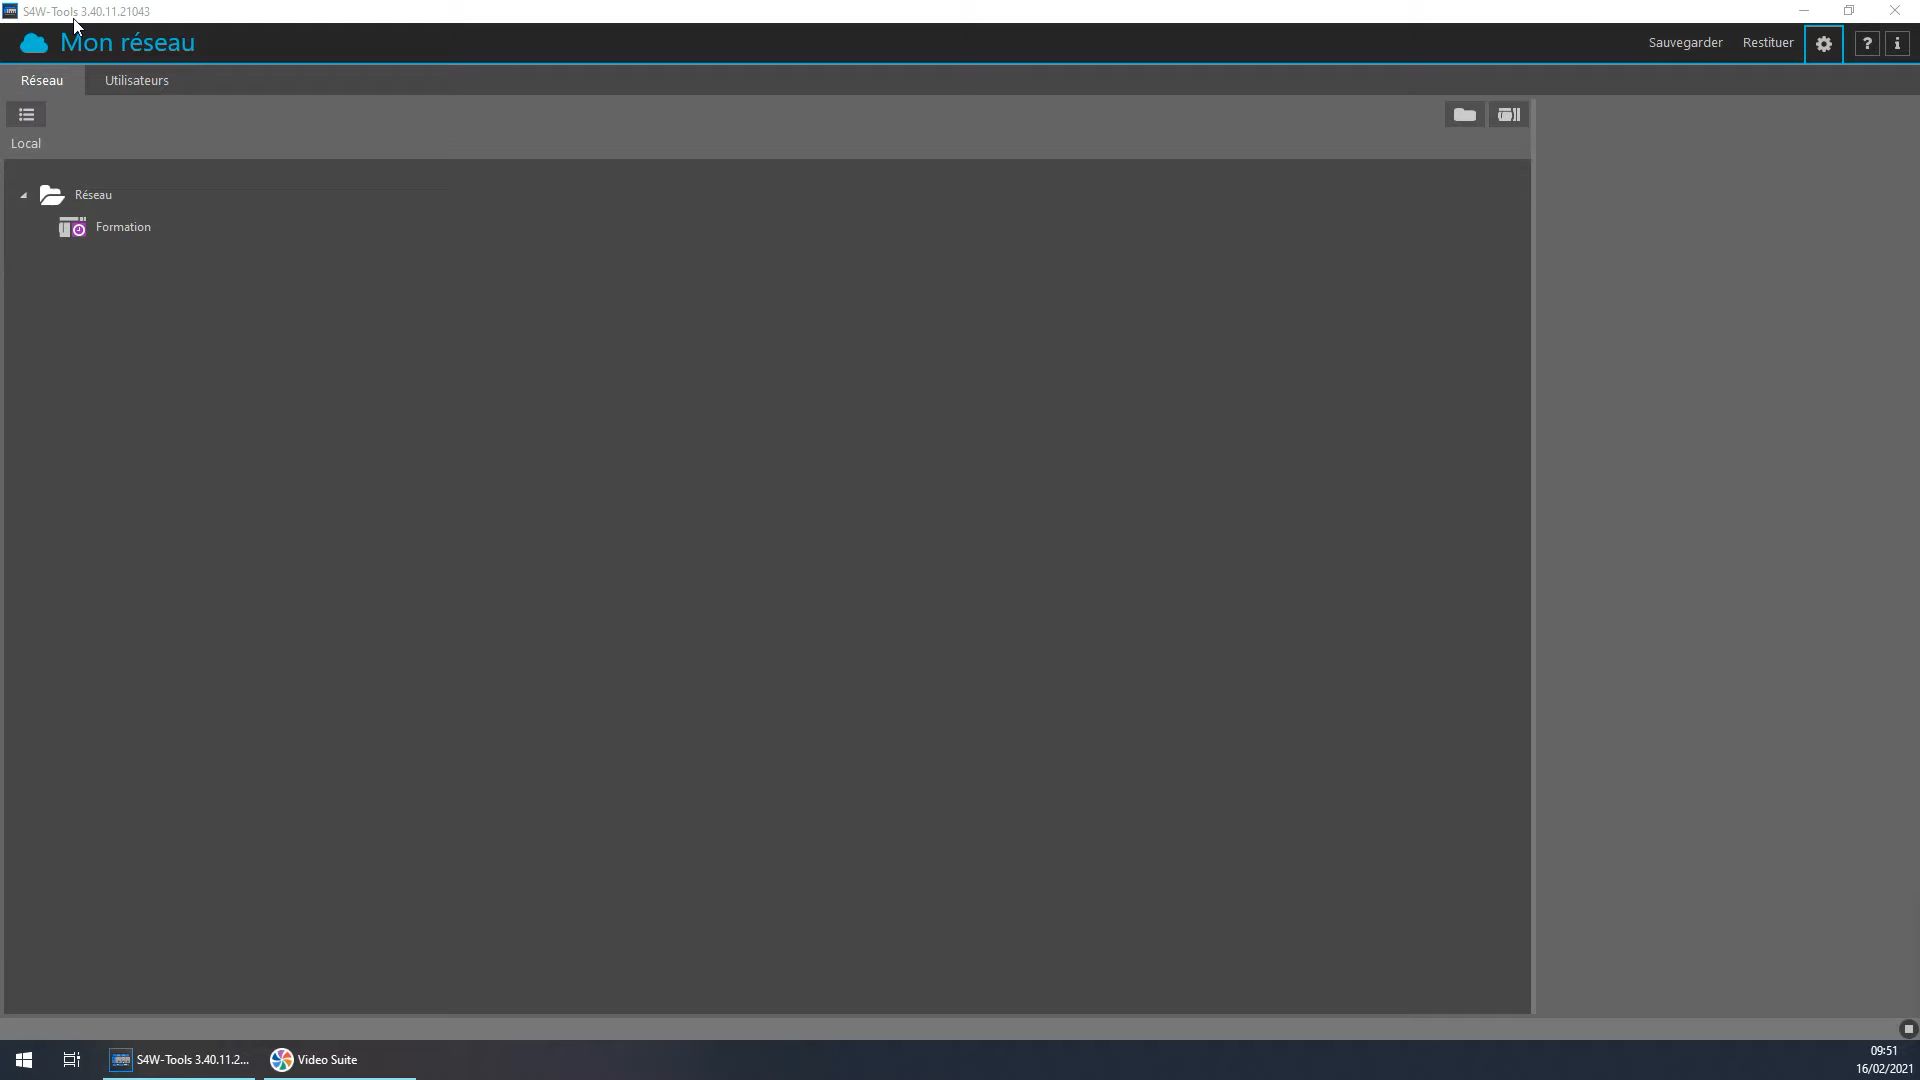 S4W-Tools 3.40.11.21043
Mon réseau
Sauvegarder
Restituer
?
i
Réseau
Utilisateurs
Local
Réseau
Formation
S4W-Tools 3.40.11.2...
Video Suite
09:51
16/02/2021